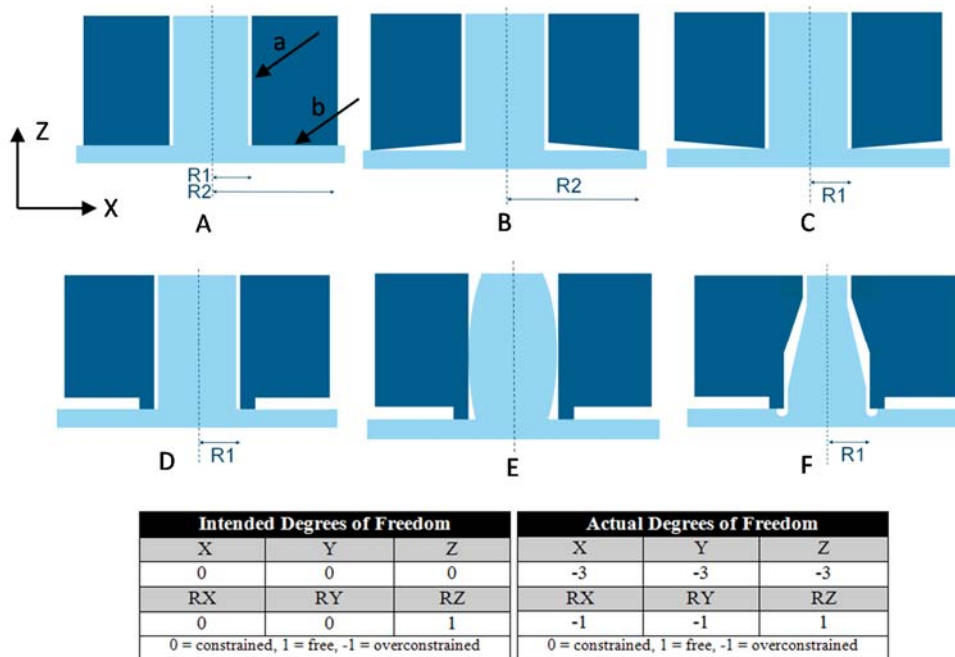 a
b
Z
X
R1
R2
A
R2
B
R1
C
R1
D
E
R1
F
Intended Degrees of Freedom
X Y Z
0 0 0
RX RY RZ
0 0 1
0 = constrained, 1 = free, -1 = overconstrained
Actual Degrees of Freedom
X Y Z
-3 -3 -3
RX RY RZ
-1 -1 1
0 = constrained, 1 = free, -1 = overconstrained